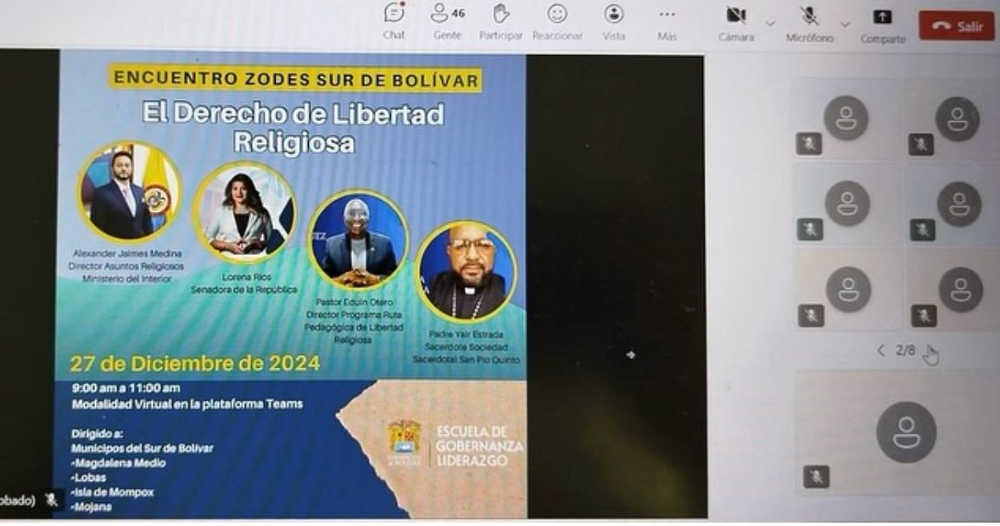 46
Chat
Gente
Participar
Reaccionar
Vista
Más
Cámara
Micrófono
Comparte
Salir
ENCUENTRO ZODES SUR DE BOLÍVAR
El Derecho de Libertad
Religiosa
Alexander Jaimes Medina
Director Asuntos Religiosos
Ministerio del Interior
Lorena Rios
Senadora de la República
Pastor Eduin Otero
Director Programa Ruta
Pedagógica de Libertad
Religiosa
Padre Yair Estrada
Sacerdote Sociedad
Sacerdotal San Pio Quinto
27 de Diciembre de 2024
9:00 am a 11:00 am
Modalidad Virtual en la plataforma Teams
Dirigido a:
Municipos del Sur de Bolívar
-Magdalena Medio
-Lobas
-Isla de Mompox
-Mojana
ESCUELA DE
GOBERNANZA
LIDERAZGO
obado)
2/8